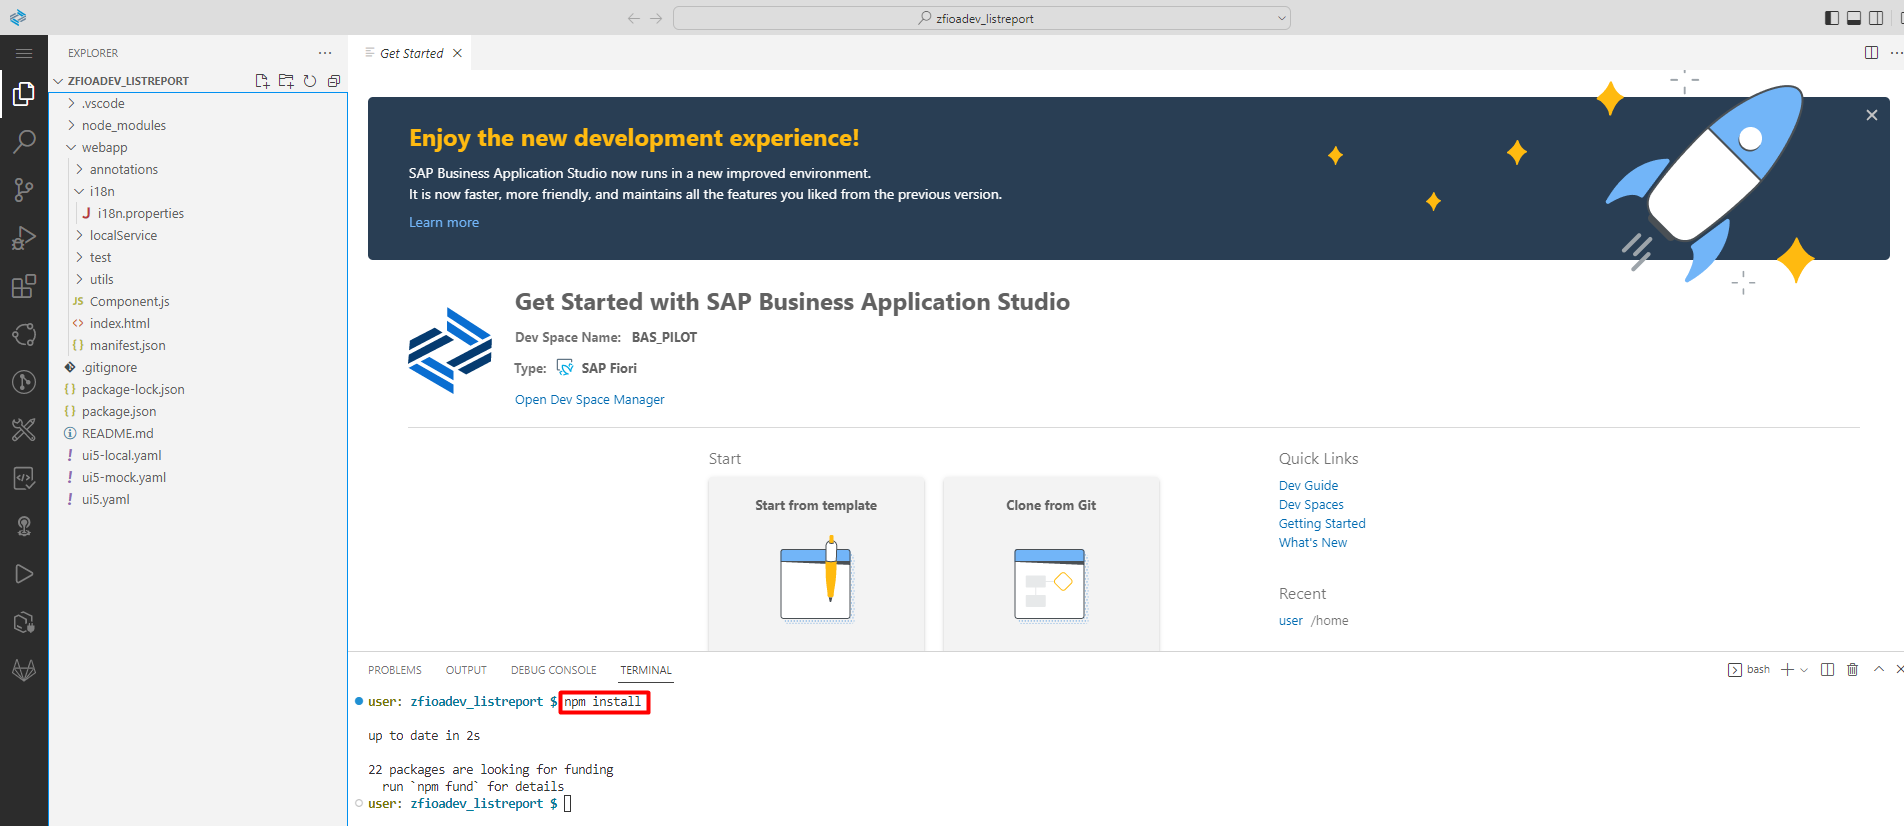 zfioadev_listreport
EXPLORER
ZFIOADEV_LISTREPORT
.vscode
node_modules
webapp
annotations
i18n
J i18n.properties
localService
test
utils
JS Component.js
<> index.html
{} manifest.json
.gitignore
{} package-lock.json
{} package.json
README.md
! ui5-local.yaml
! ui5-mock.yaml
! ui5.yaml
Get Started
Enjoy the new development experience!
SAP Business Application Studio now runs in a new improved environment.
It is now faster, more friendly, and maintains all the features you liked from the previous version.
Learn more
Get Started with SAP Business Application Studio
Dev Space Name: BAS_PILOT
Type: SAP Fiori
Open Dev Space Manager
Start
Start from template
Clone from Git
Quick Links
Dev Guide
Dev Spaces
Getting Started
What's New
Recent
user /home
PROBLEMS OUTPUT DEBUG CONSOLE TERMINAL
bash
user: zfioadev_listreport $ npm install
up to date in 2s
22 packages are looking for funding
run `npm fund` for details
user: zfioadev_listreport $